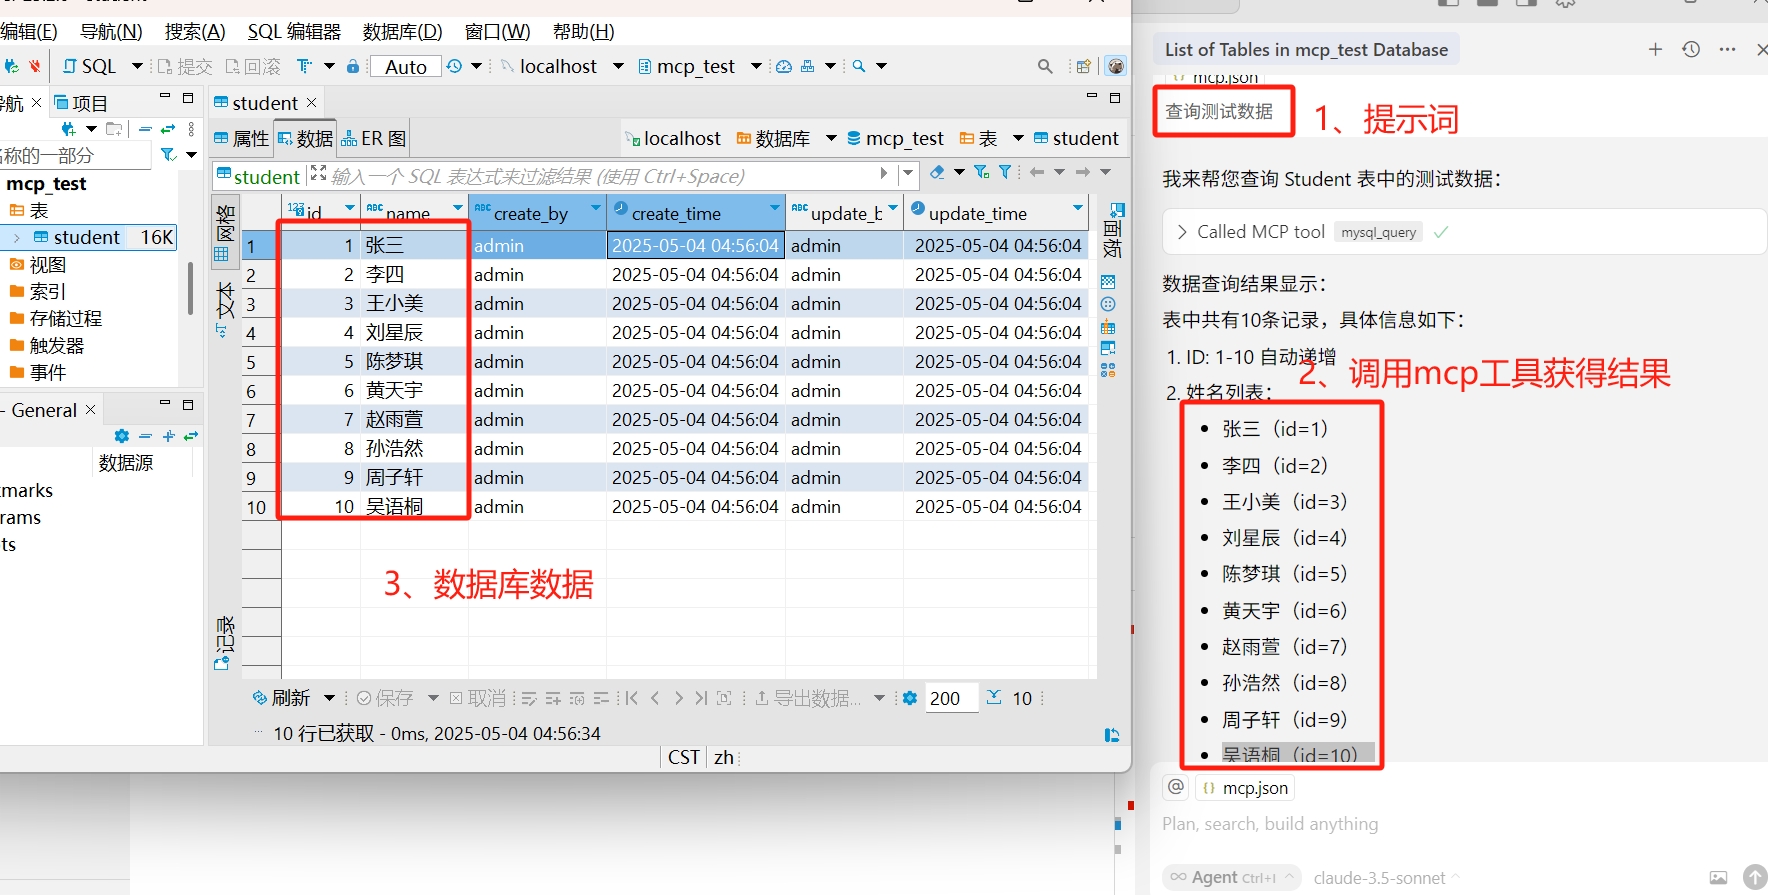 编辑(E) 导航(N) 搜索(A) SQL 编辑器 数据库(D) 窗口(W) 帮助(H)
SQL 提交 回滚 Auto localhost mcp_test
航 项目
名称的一部分
mcp_test
表
student 16K
视图
索引
存储过程
触发器
事件
- General
数据源
student
属性 数据 ER 图
localhost 数据库 mcp_test 表 student
student 输入一个 SQL 表达式来过滤结果 (使用 Ctrl+Space)
网格
文本
记录
面板
123 id ABC name ABC create_by create_time ABC update_b update_time
1 1 张三 admin 2025-05-04 04:56:04 admin 2025-05-04 04:56:04
2 2 李四 admin 2025-05-04 04:56:04 admin 2025-05-04 04:56:04
3 3 王小美 admin 2025-05-04 04:56:04 admin 2025-05-04 04:56:04
4 4 刘星辰 admin 2025-05-04 04:56:04 admin 2025-05-04 04:56:04
5 5 陈梦琪 admin 2025-05-04 04:56:04 admin 2025-05-04 04:56:04
6 6 黄天宇 admin 2025-05-04 04:56:04 admin 2025-05-04 04:56:04
7 7 赵雨萱 admin 2025-05-04 04:56:04 admin 2025-05-04 04:56:04
8 8 孙浩然 admin 2025-05-04 04:56:04 admin 2025-05-04 04:56:04
9 9 周子轩 admin 2025-05-04 04:56:04 admin 2025-05-04 04:56:04
10 10 吴语桐 admin 2025-05-04 04:56:04 admin 2025-05-04 04:56:04
3、数据库数据
刷新 保存 取消 导出数据... 200 10
10 行已获取 - 0ms, 2025-05-04 04:56:34
CST zh
List of Tables in mcp_test Database
mcp.json
查询测试数据
1、提示词
我来帮您查询 Student 表中的测试数据：
Called MCP tool mysql_query
数据查询结果显示：
表中共有10条记录，具体信息如下：
1. ID: 1-10 自动递增
2、调用mcp工具获得结果
2. 姓名列表：
• 张三（id=1）
• 李四（id=2）
• 王小美（id=3）
• 刘星辰（id=4）
• 陈梦琪（id=5）
• 黄天宇（id=6）
• 赵雨萱（id=7）
• 孙浩然（id=8）
• 周子轩（id=9）
• 吴语桐（id=10）
@ {} mcp.json
Plan, search, build anything
∞ Agent Ctrl+I claude-3.5-sonnet